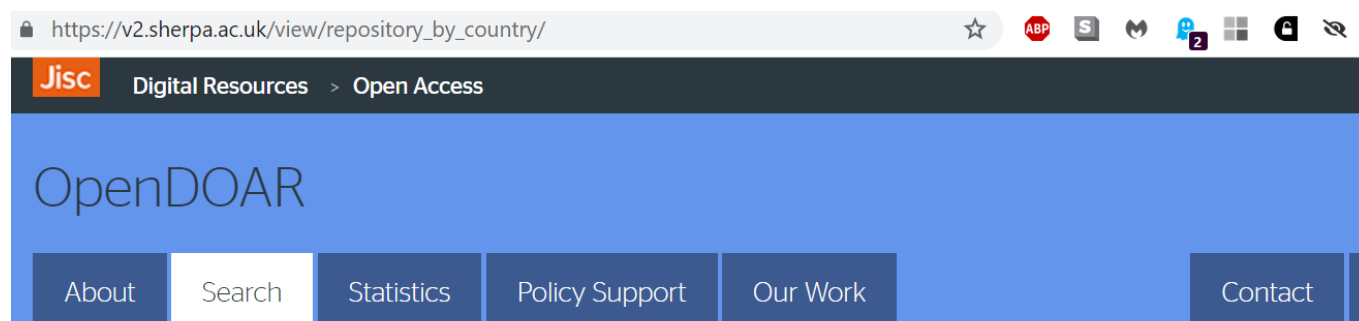 https://v2.sherpa.ac.uk/view/repository_by_country/ ABP S 2
Jisc Digital Resources > Open Access
OpenDOAR
About Search Statistics Policy Support Our Work Contact